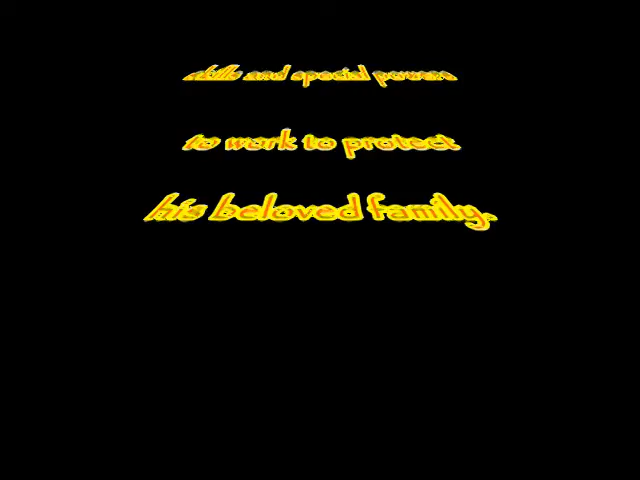 skills and special powers
to work to protect
his beloved family.